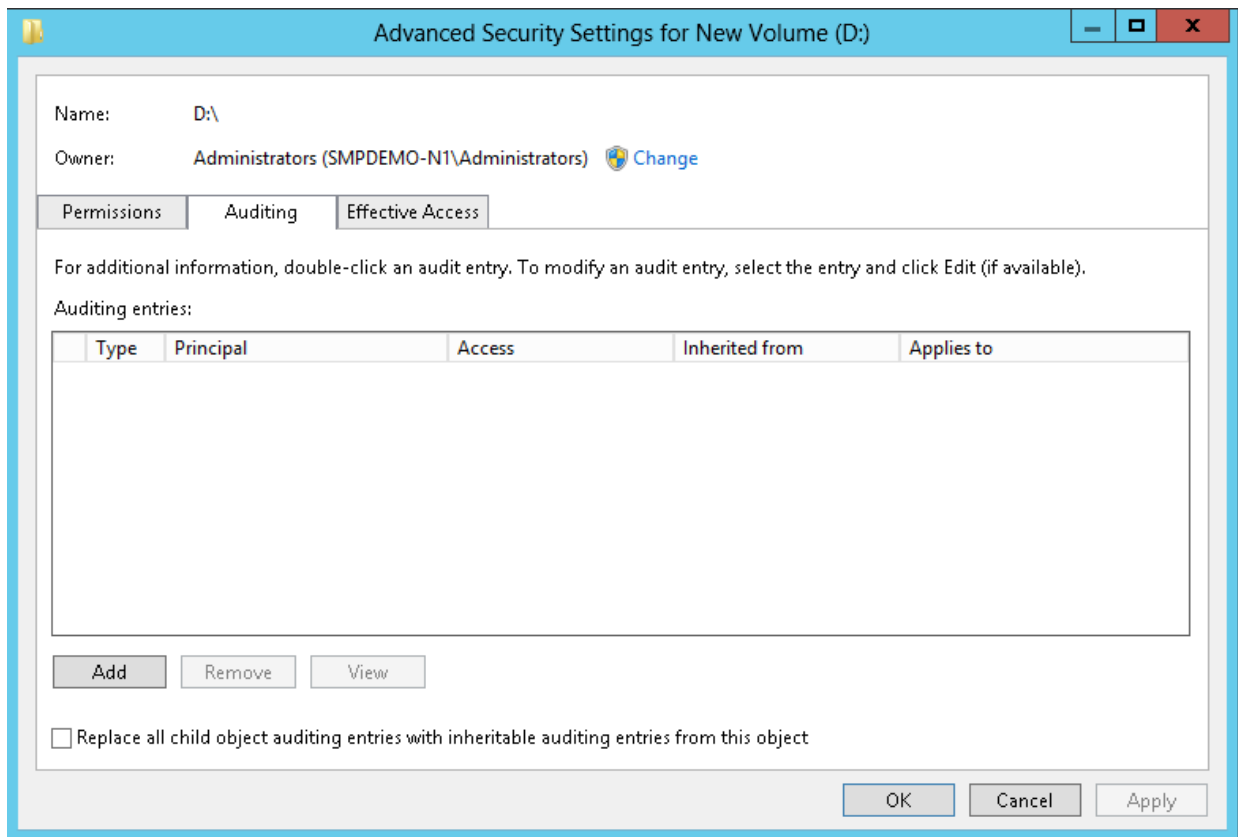 Advanced Security Settings for New Volume (D:)
Name: D:\
Owner: Administrators (SMPDEMO-N1\Administrators) Change
Permissions Auditing Effective Access
For additional information, double-click an audit entry. To modify an audit entry, select the entry and click Edit (if available).
Auditing entries:
Type Principal Access Inherited from Applies to
Add Remove View
Replace all child object auditing entries with inheritable auditing entries from this object
OK Cancel Apply